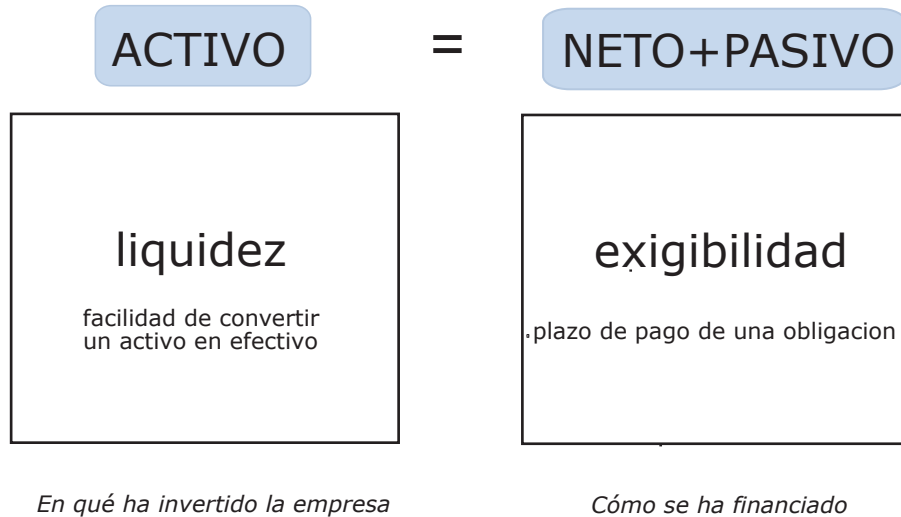 ACTIVO = NETO+PASIVO
liquidez
facilidad de convertir
un activo en efectivo
exigibilidad
plazo de pago de una obligacion
En qué ha invertido la empresa
Cómo se ha financiado